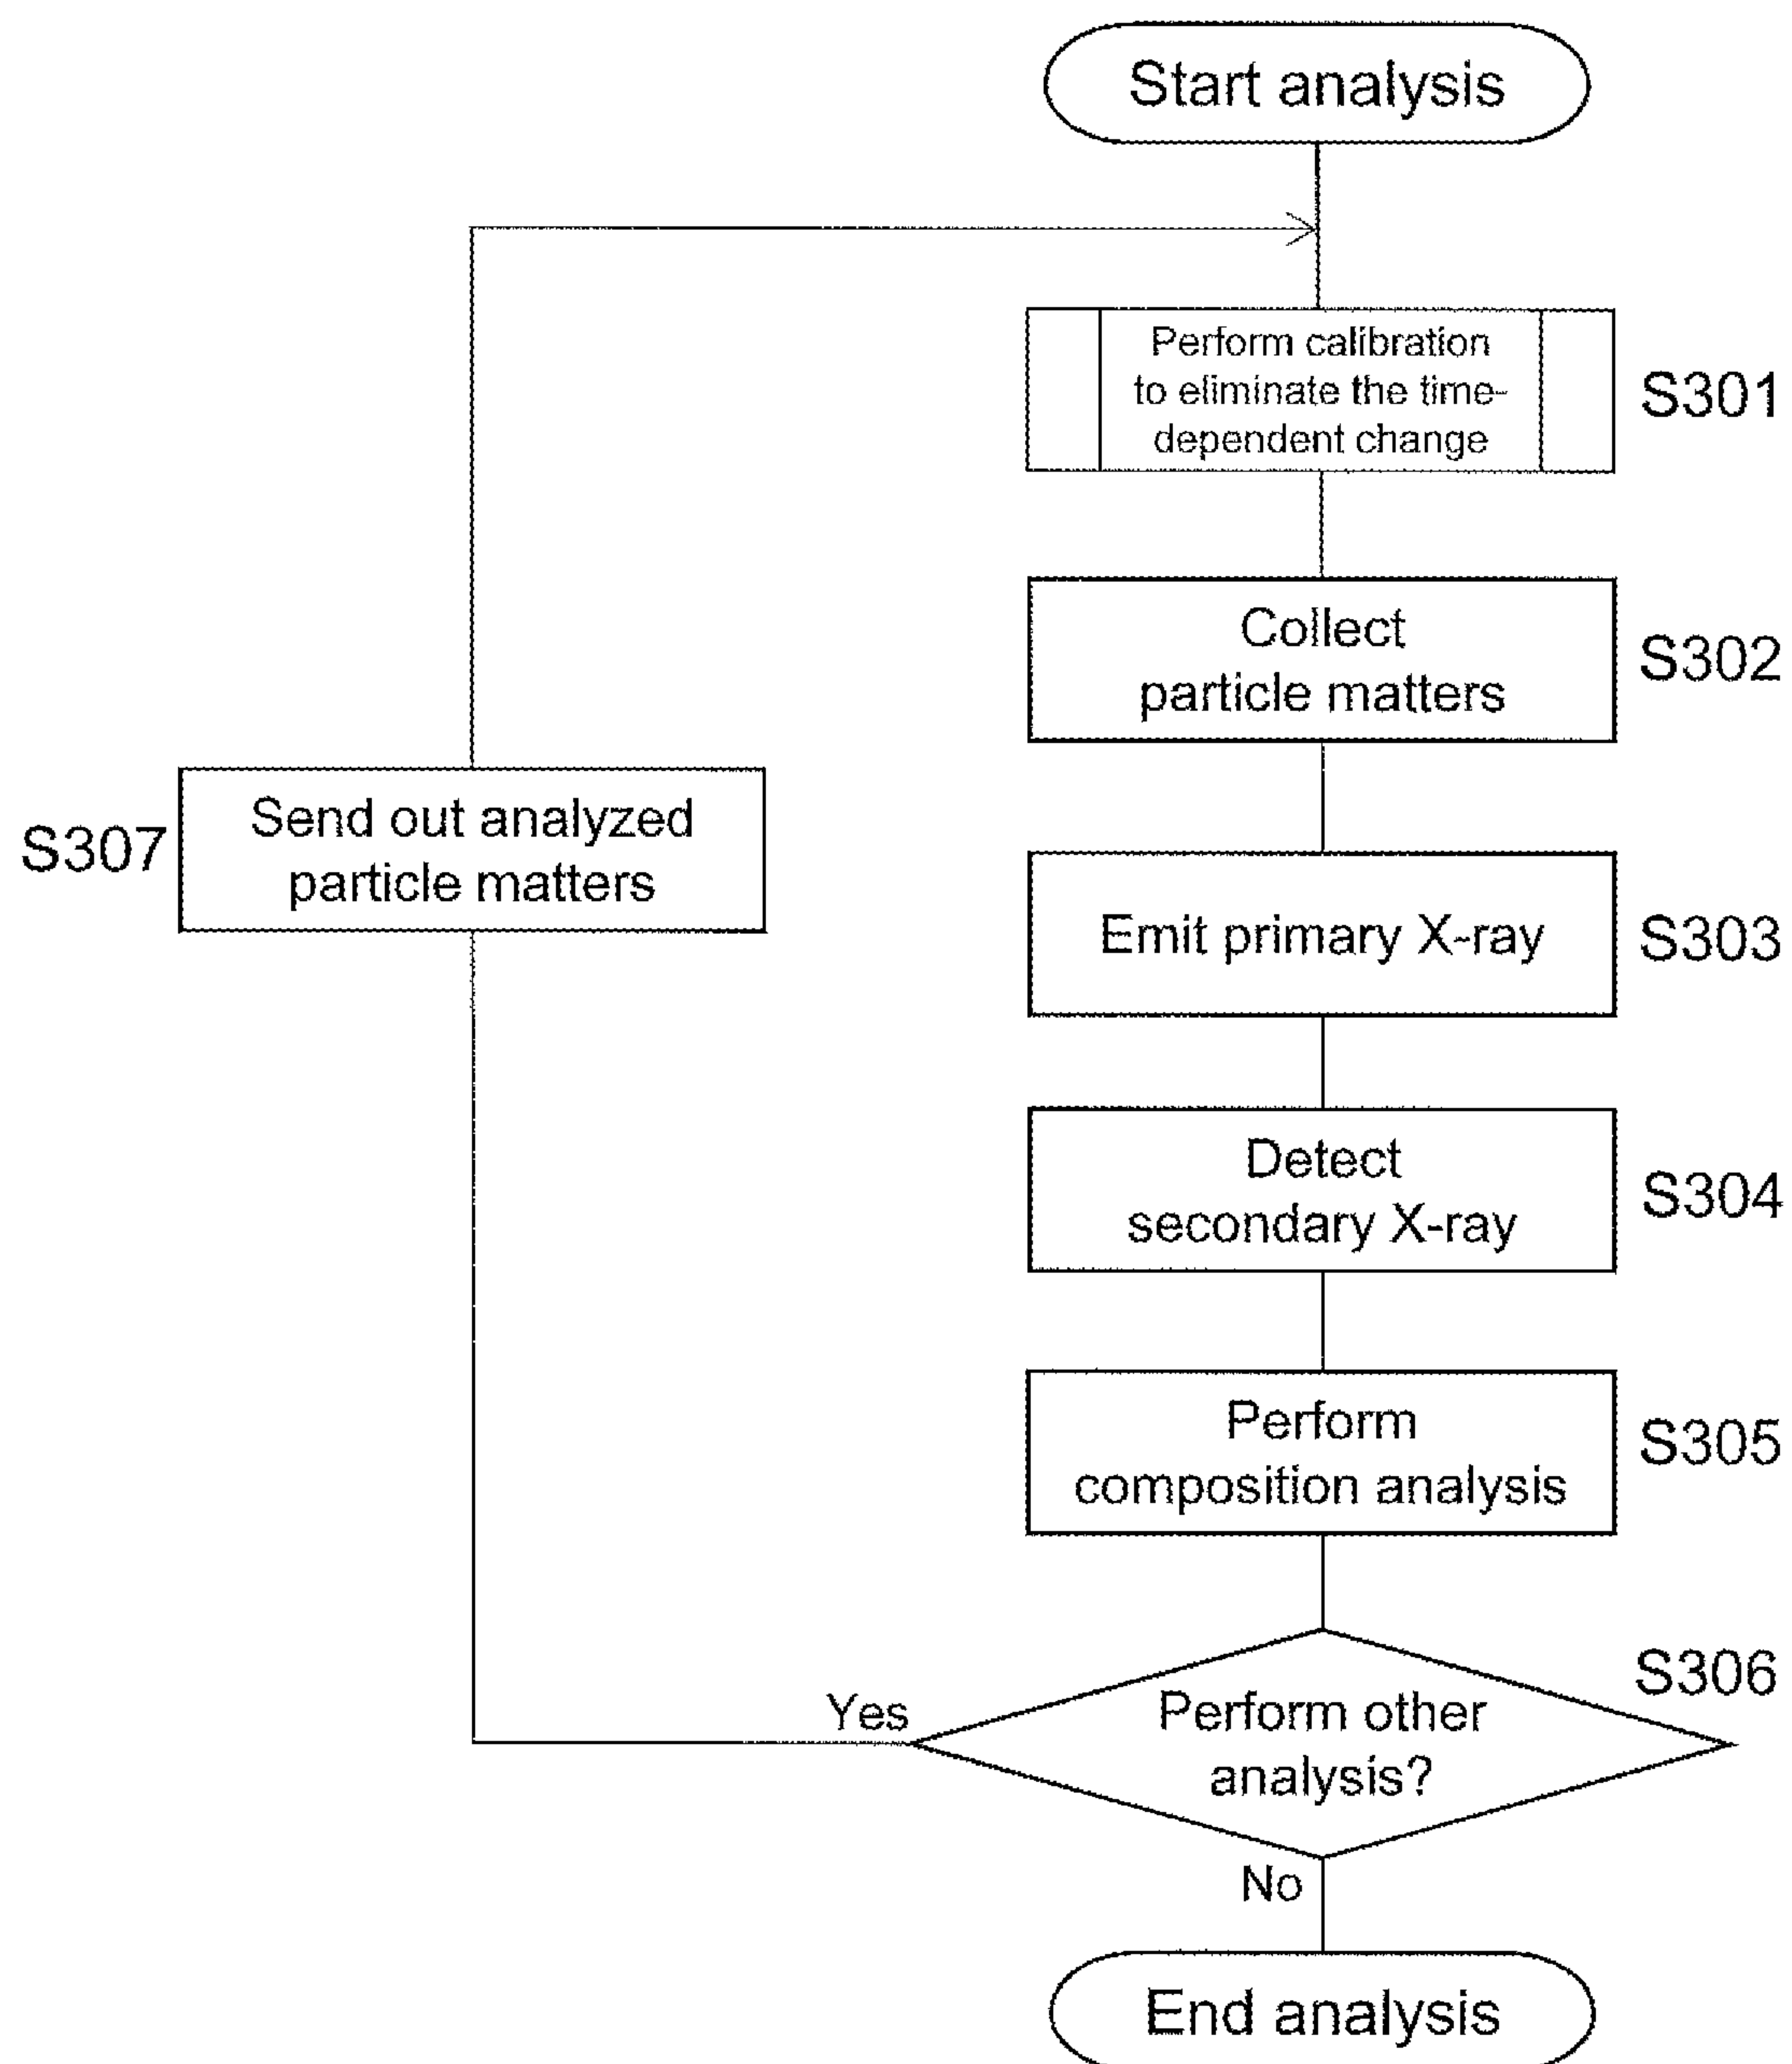 Start analysis
Perform calibration
to eliminate the time-
dependent change
S301
Collect
particle matters
S302
Send out analyzed
particle matters
S307
Emit primary X-ray
S303
Detect
secondary X-ray
S304
Perform
composition analysis
S305
Perform other
analysis?
S306
Yes
No
End analysis